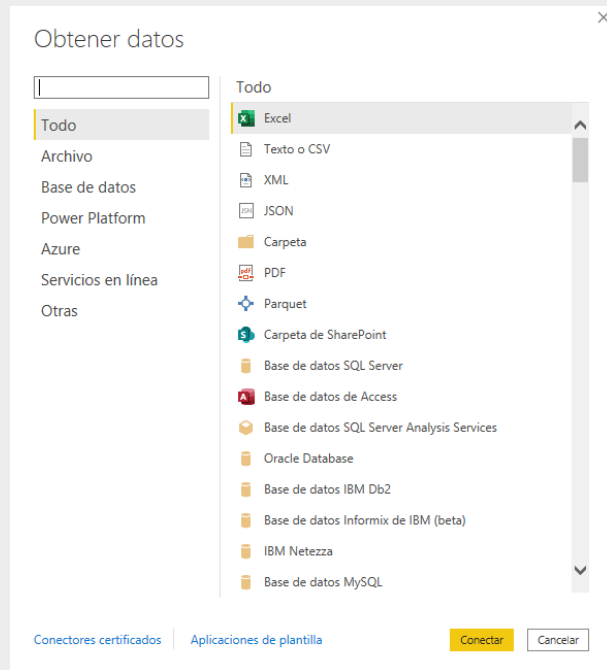 Obtener datos
Todo
Archivo
Base de datos
Power Platform
Azure
Servicios en línea
Otras
Todo
Excel
Texto o CSV
XML
JSON
Carpeta
PDF
Parquet
Carpeta de SharePoint
Base de datos SQL Server
Base de datos de Access
Base de datos SQL Server Analysis Services
Oracle Database
Base de datos IBM Db2
Base de datos Informix de IBM (beta)
IBM Netezza
Base de datos MySQL
Conectores certificados
Aplicaciones de plantilla
Conectar
Cancelar